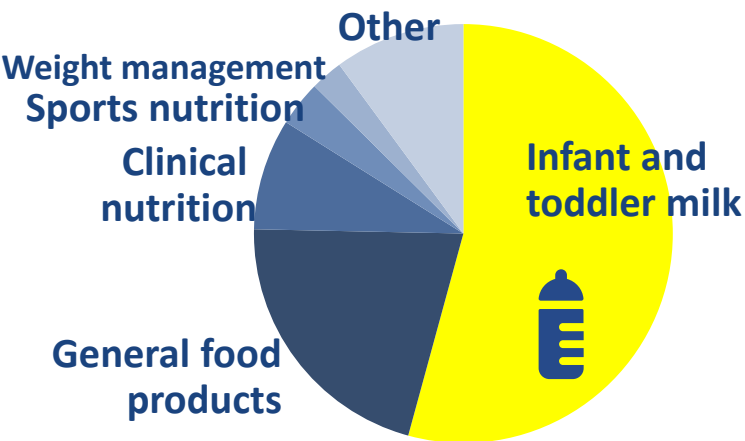 Other
Weight management
Sports nutrition
Clinical
nutrition
Infant and
toddler milk
General food
products